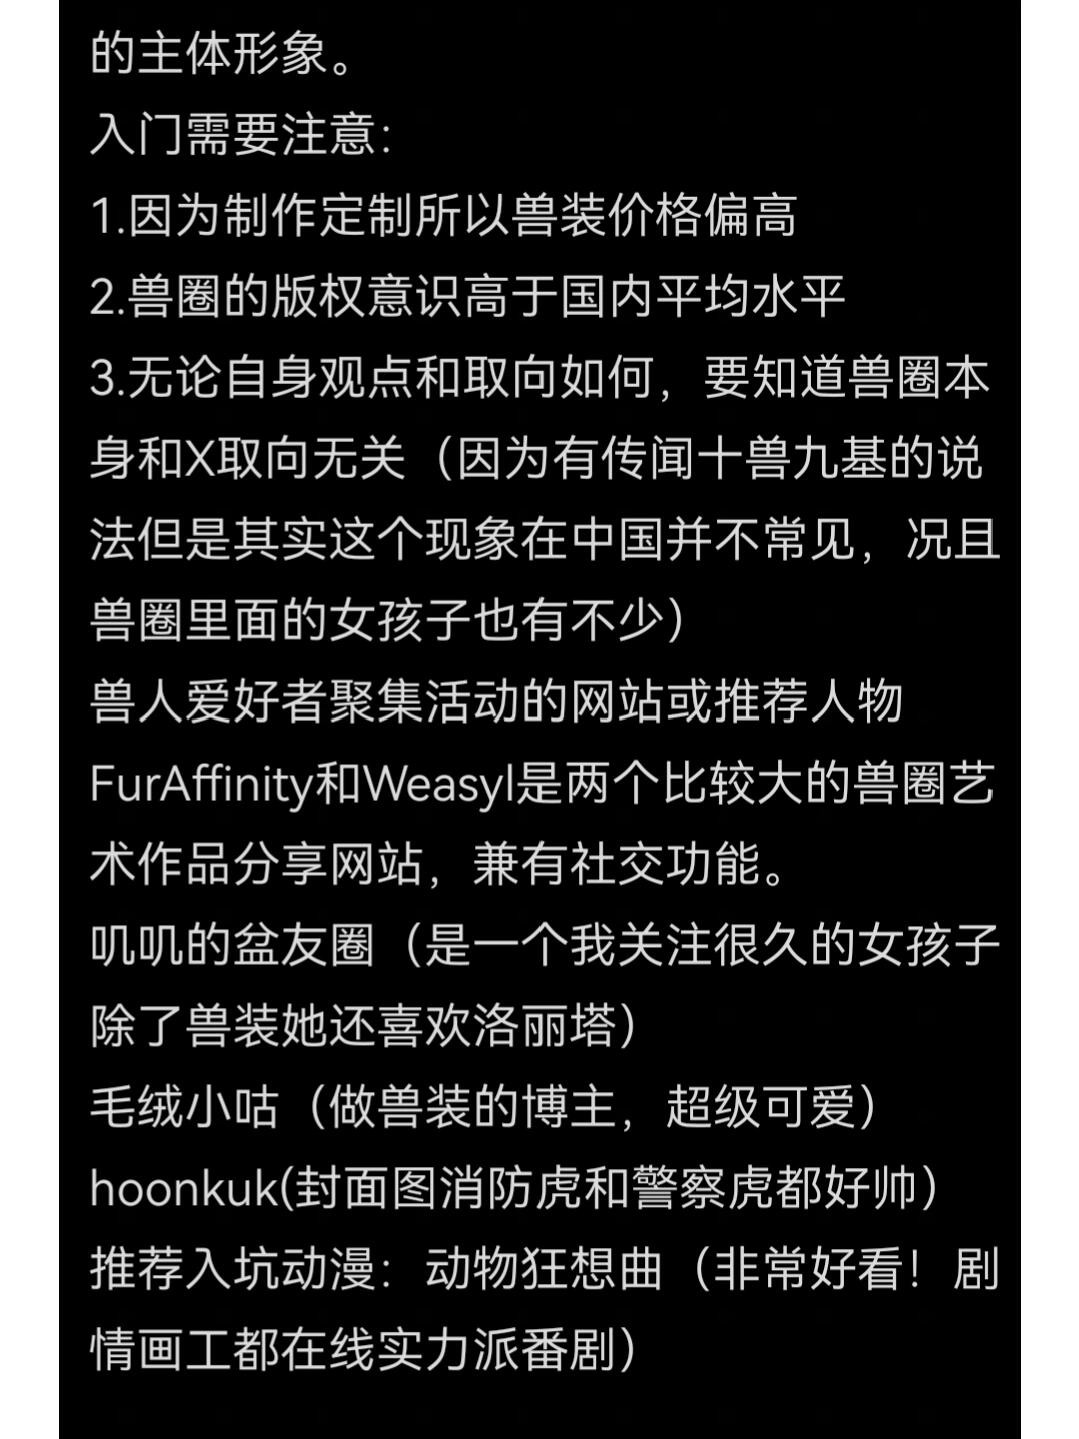 的主体形象。
入门需要注意：
1.因为制作定制所以兽装价格偏高
2.兽圈的版权意识高于国内平均水平
3.无论自身观点和取向如何，要知道兽圈本
身和X取向无关（因为有传闻十兽九基的说
法但是其实这个现象在中国并不常见，况且
兽圈里面的女孩子也有不少）
兽人爱好者聚集活动的网站或推荐人物
FurAffinity和Weasyl是两个比较大的兽圈艺
术作品分享网站，兼有社交功能。
叽叽的盆友圈（是一个我关注很久的女孩子
除了兽装她还喜欢洛丽塔）
毛绒小咕（做兽装的博主，超级可爱）
hoonkuk(封面图消防虎和警察虎都好帅）
推荐入坑动漫：动物狂想曲（非常好看！剧
情画工都在线实力派番剧）